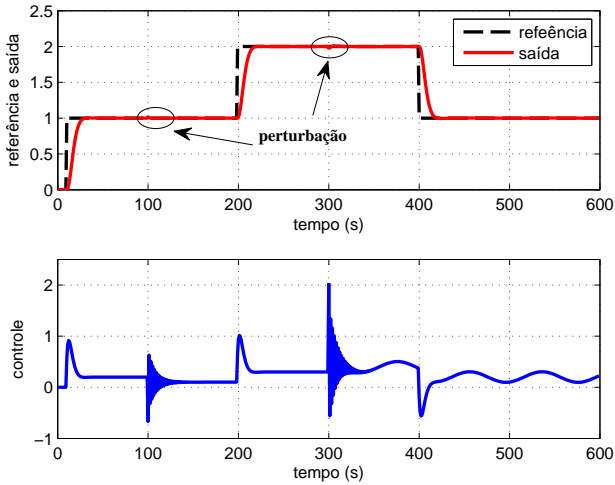 2.5
2
1.5
1
0.5
0
referência e saída
refeência
saída
perturbação
0 100 200 300 400 500 600
tempo (s)
2
1
0
−1
controle
0 100 200 300 400 500 600
tempo (s)